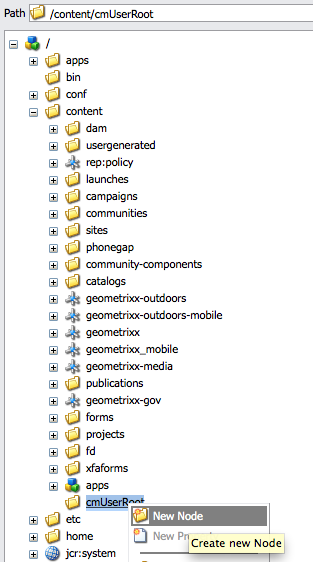 Path /content/cmUserRoot
/
apps
bin
conf
content
dam
usergenerated
rep:policy
launches
campaigns
communities
sites
phonegap
community-components
catalogs
geometrixx-outdoors
geometrixx-outdoors-mobile
geometrixx
geometrixx_mobile
geometrixx-media
publications
geometrixx-gov
forms
projects
fd
xfaforms
apps
cmUserRoot
New Node
etc
New Pr
Create new Node
home
jcr:system